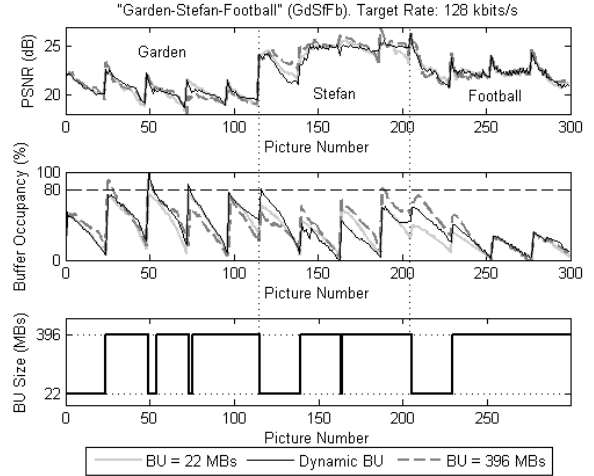 "Garden-Stefan-Football" (GdSfFb). Target Rate: 128 kbits/s
PSNR (dB)
25
20
Garden
Stefan
Football
0 50 100 150 200 250 300
Picture Number
Buffer Occupancy (%)
100
80
0
0 50 100 150 200 250 300
Picture Number
BU Size (MBs)
396
22
0 50 100 150 200 250 300
Picture Number
BU = 22 MBs Dynamic BU BU = 396 MBs